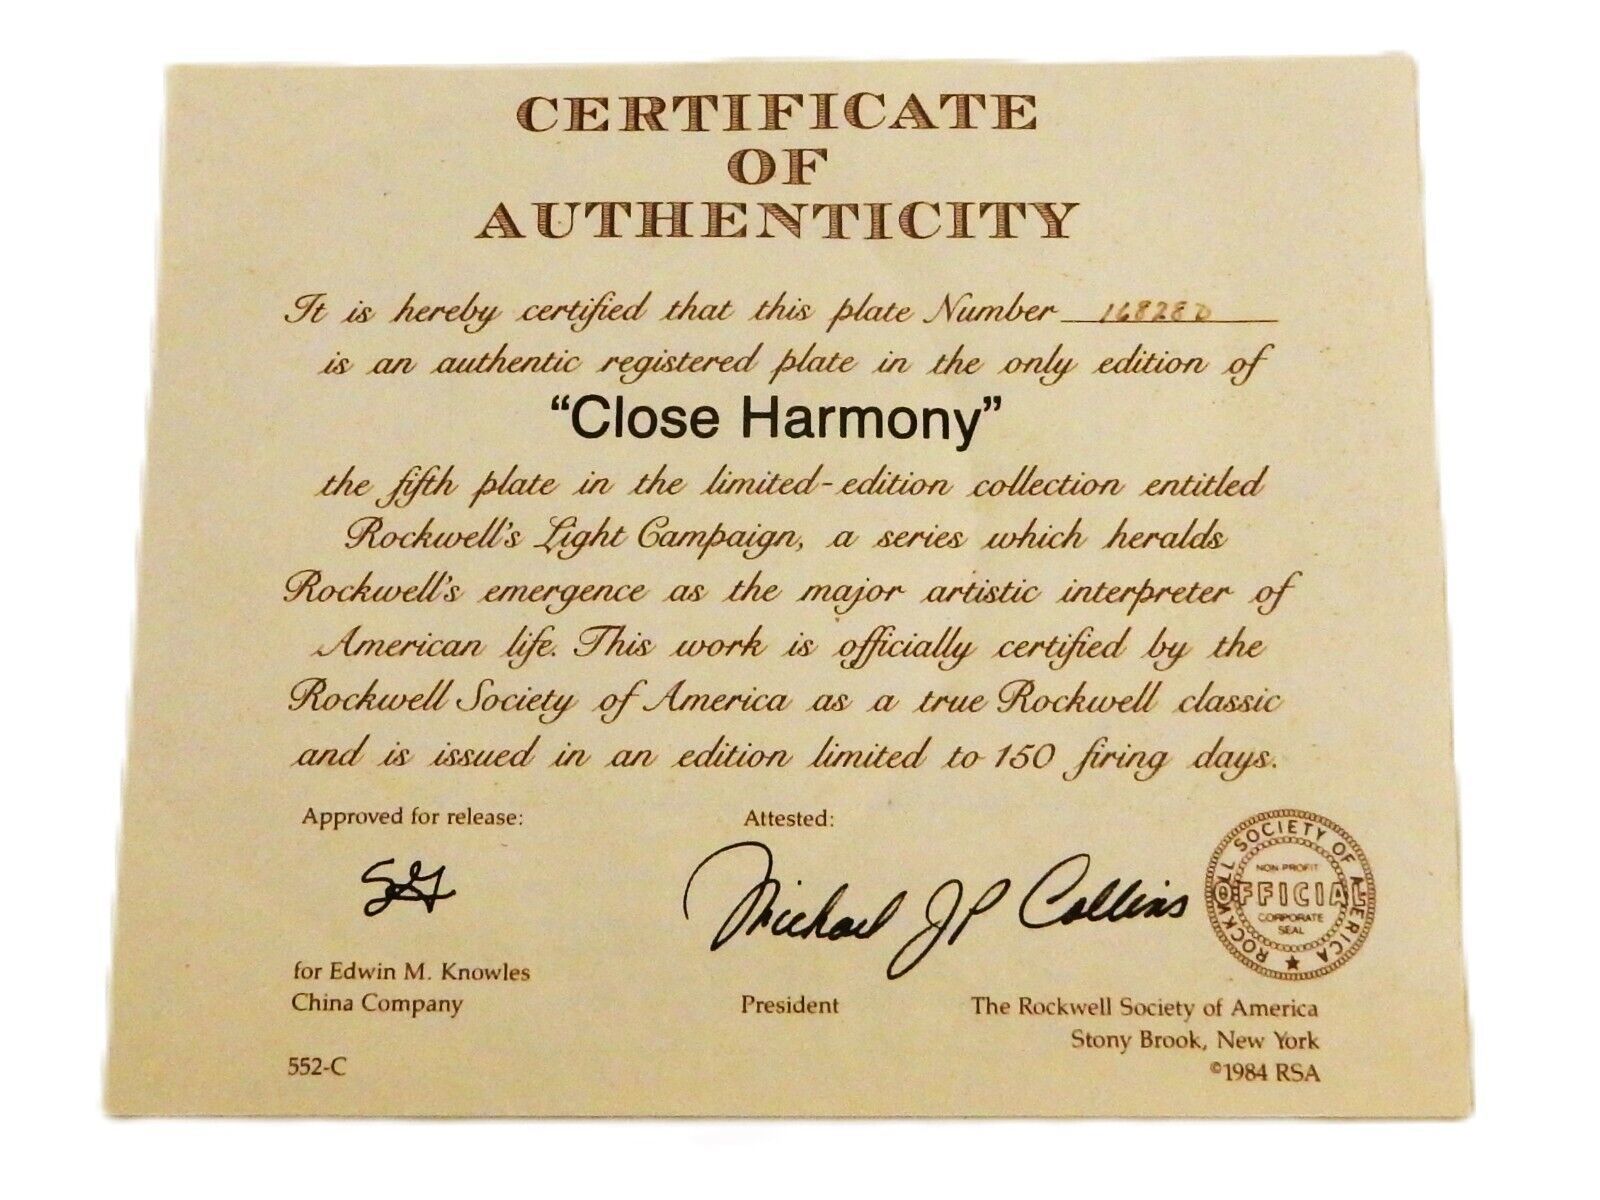 CERTIFICATE
OF
AUTHENTICITY
It is hereby certified that this plate Number 16828D
is an authentic registered plate in the only edition of
“Close Harmony”
the fifth plate in the limited-edition collection entitled
Rockwell's Light Campaign, a series which heralds
Rockwell's emergence as the major artistic interpreter of
American life. This work is officially certified by the
Rockwell Society of America as a true Rockwell classic
and is issued in an edition limited to 150 firing days.
Approved for release:
Attested:
Michael JP Collins
ROCKWELL SOCIETY OF AMERICA
NON PROFIT
OFFICIAL
CORPORATE
SEAL
for Edwin M. Knowles
China Company
President
The Rockwell Society of America
Stony Brook, New York
552-C
©1984 RSA